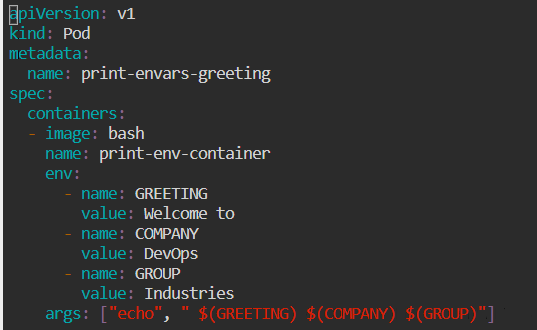 apiVersion: v1
kind: Pod
metadata:
  name: print-envars-greeting
spec:
  containers:
  - image: bash
    name: print-env-container
    env:
      - name: GREETING
        value: Welcome to
      - name: COMPANY
        value: DevOps
      - name: GROUP
        value: Industries
    args: ["echo", " $(GREETING) $(COMPANY) $(GROUP)"]